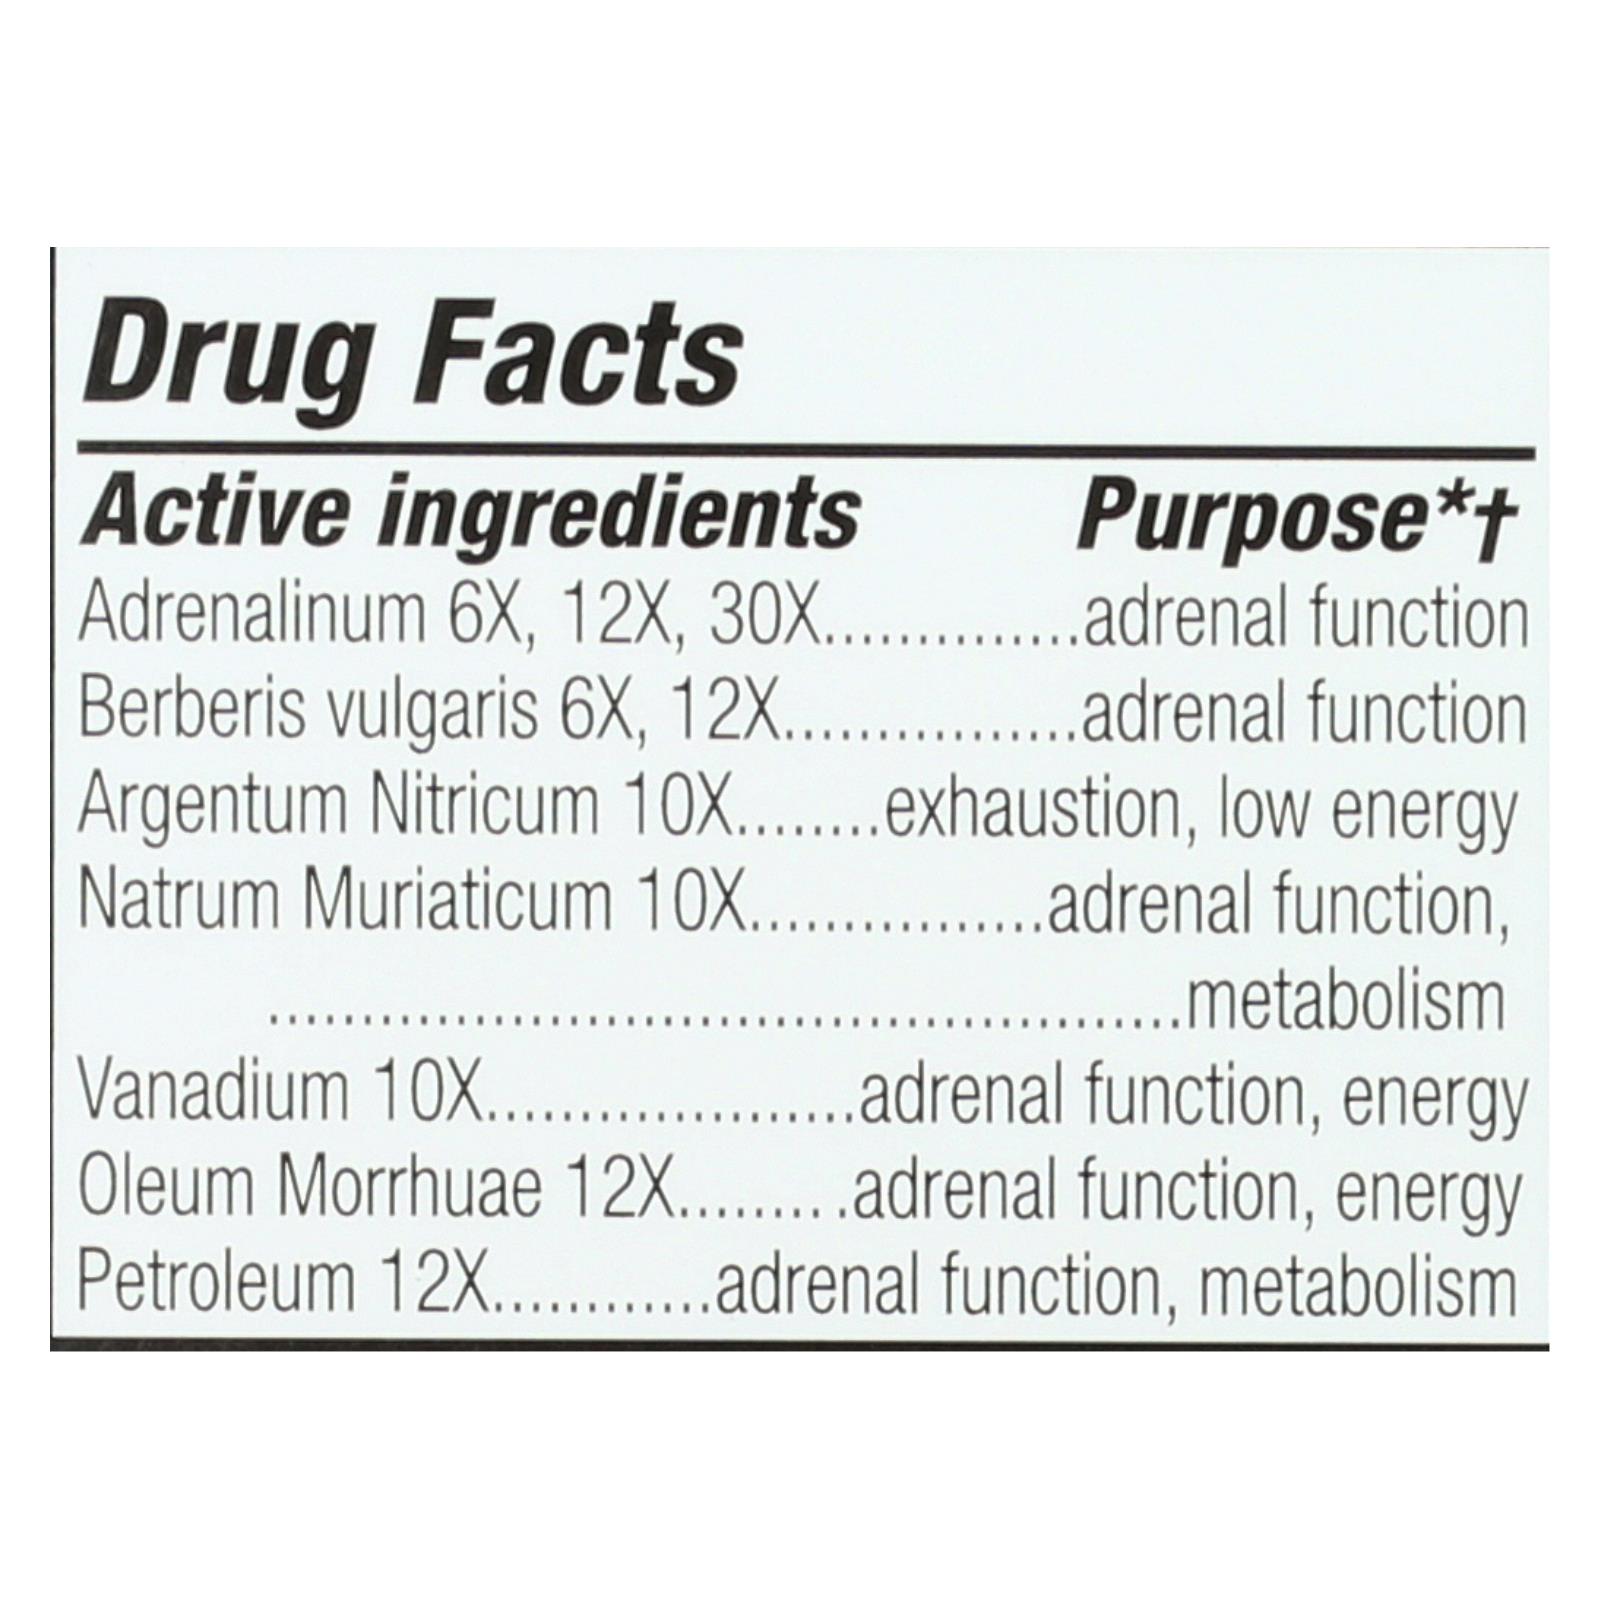 Drug Facts
Active ingredients Purpose*†
Adrenalinum 6X, 12X, 30X..............adrenal function
Berberis vulgaris 6X, 12X................adrenal function
Argentum Nitricum 10X........exhaustion, low energy
Natrum Muriaticum 10X................adrenal function,
..................................................metabolism
Vanadium 10X....................adrenal function, energy
Oleum Morrhuae 12X........ .adrenal function, energy
Petroleum 12X............adrenal function, metabolism